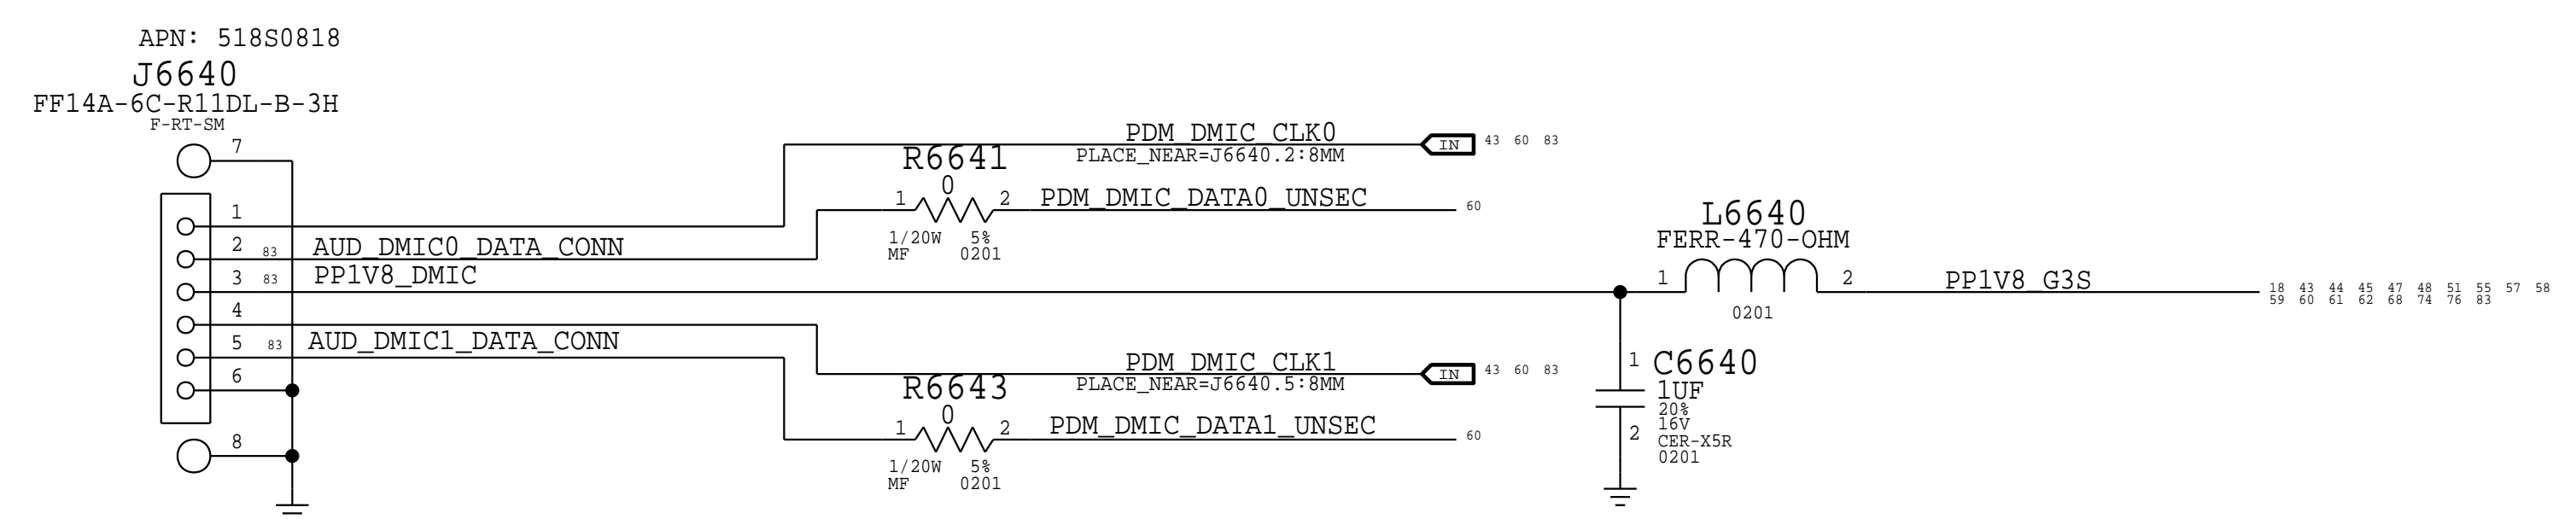 APN: 518S0818
J6640
FF14A-6C-R11DL-B-3H
F-RT-SM
7
1
2 83 AUD_DMIC0_DATA_CONN
3 83 PP1V8_DMIC
4
5 83 AUD_DMIC1_DATA_CONN
6
8
PDM_DMIC_CLK0 IN 43 60 83
PLACE_NEAR=J6640.2:8MM
R6641
0
1 2 PDM_DMIC_DATA0_UNSEC 60
1/20W 5%
MF 0201
PDM_DMIC_CLK1 IN 43 60 83
PLACE_NEAR=J6640.5:8MM
R6643
0
1 2 PDM_DMIC_DATA1_UNSEC 60
1/20W 5%
MF 0201
L6640
FERR-470-OHM
1 2 PP1V8_G3S
0201
18 43 44 45 47 48 51 55 57 58
59 60 61 62 68 74 76 83
1 C6640
1UF
20%
16V
2 CER-X5R
0201